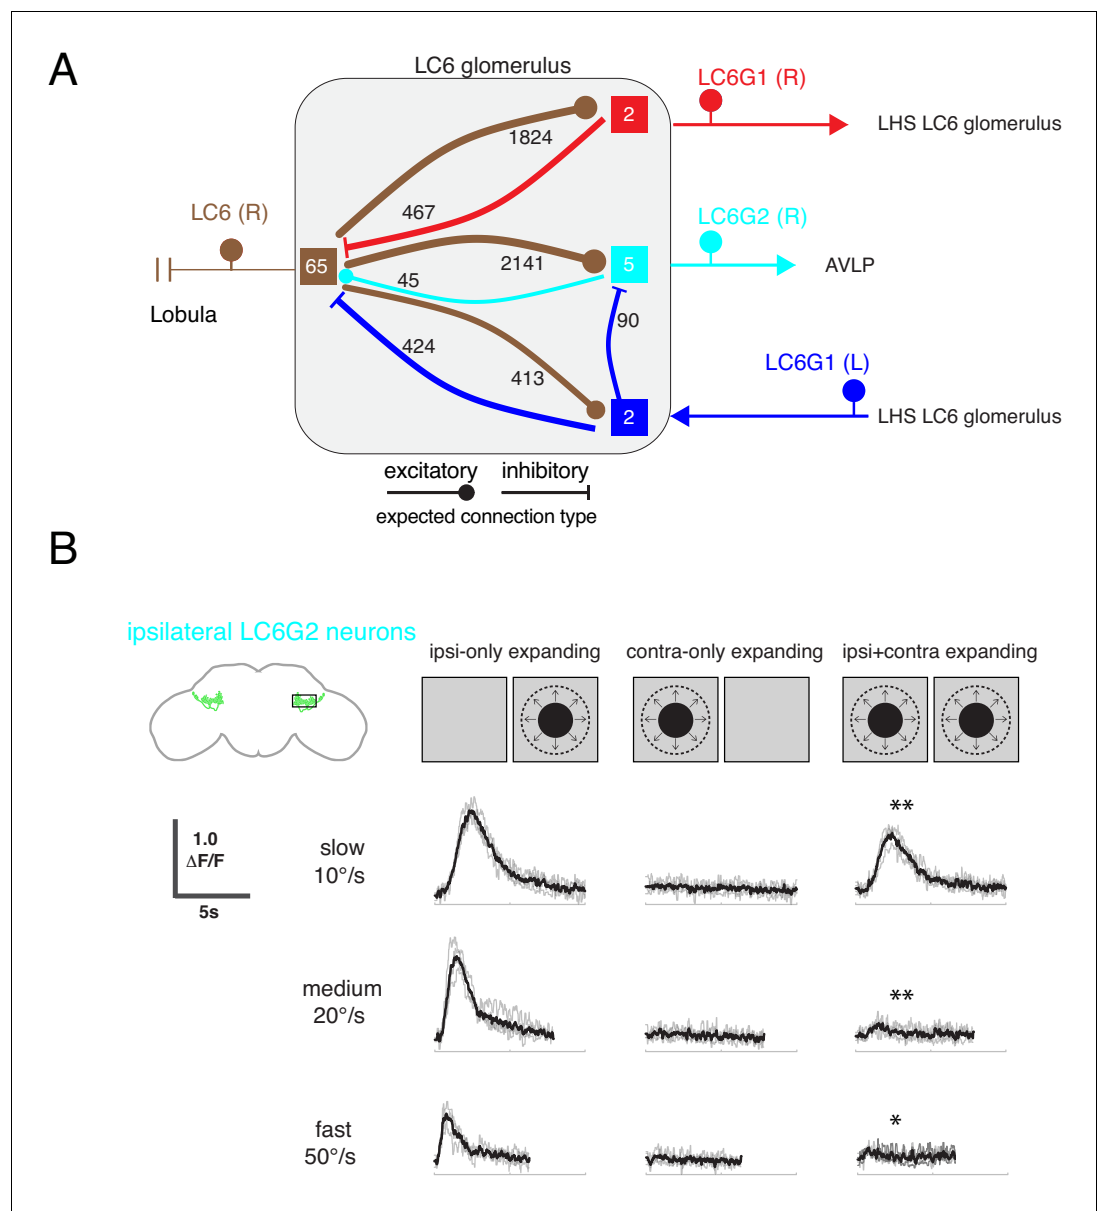 A
LC6 glomerulus
LC6G1 (R)
2
1824
LHS LC6 glomerulus
467
LC6 (R)
LC6G2 (R)
65
2141
5
AVLP
45
Lobula
90
424
413
LC6G1 (L)
2
LHS LC6 glomerulus
excitatory
inhibitory
expected connection type
B
ipsilateral LC6G2 neurons
ipsi-only expanding
contra-only expanding
ipsi+contra expanding
1.0
ΔF/F
5s
slow
10°/s
**
medium
20°/s
**
fast
50°/s
*